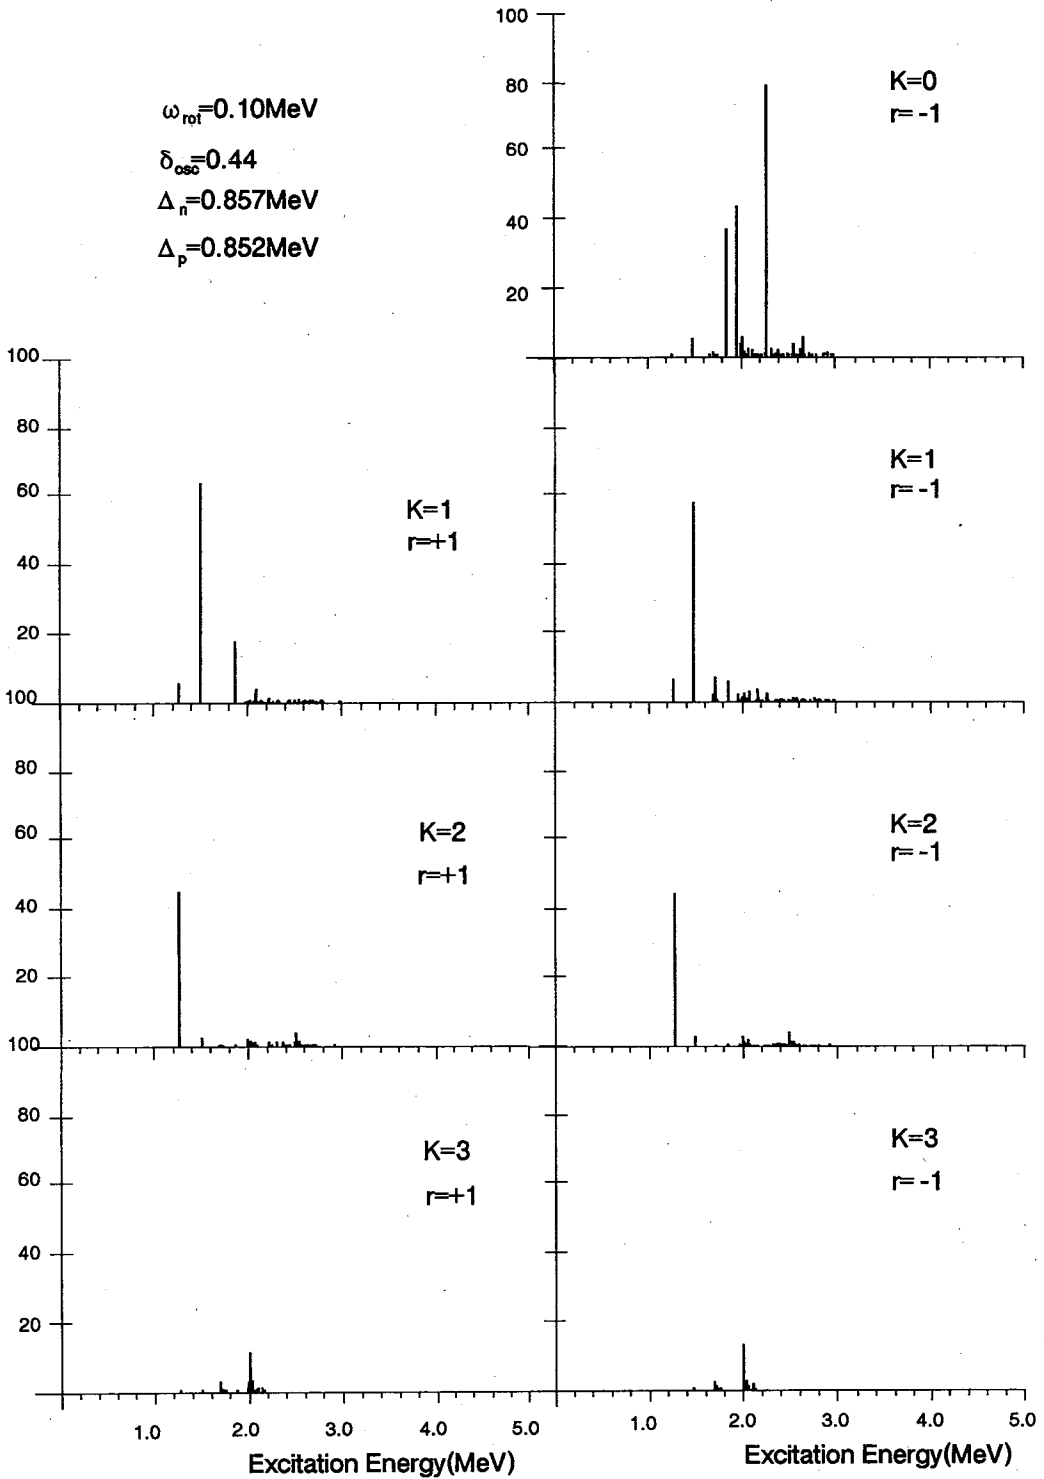 100
80
60
40
20
K=0
r= -1
ω_rot=0.10MeV
δ_osc=0.44
Δ_n=0.857MeV
Δ_p=0.852MeV
100
80
60
40
20
K=1
r=+1
K=1
r= -1
100
80
60
40
20
K=2
r=+1
K=2
r= -1
100
80
60
40
20
K=3
r=+1
K=3
r= -1
1.0 2.0 3.0 4.0 5.0
Excitation Energy(MeV)
1.0 2.0 3.0 4.0 5.0
Excitation Energy(MeV)